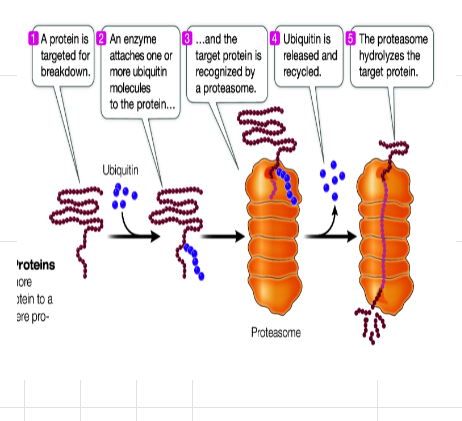 1 A protein is
targeted for
breakdown.
2 An enzyme
attaches one or
more ubiquitin
molecules
to the protein...
3 ...and the
target protein is
recognized by
a proteasome.
4 Ubiquitin is
released and
recycled.
5 The proteasome
hydrolyzes the
target protein.
Ubiquitin
Proteins
ore
otein to a
ere pro-
Proteasome